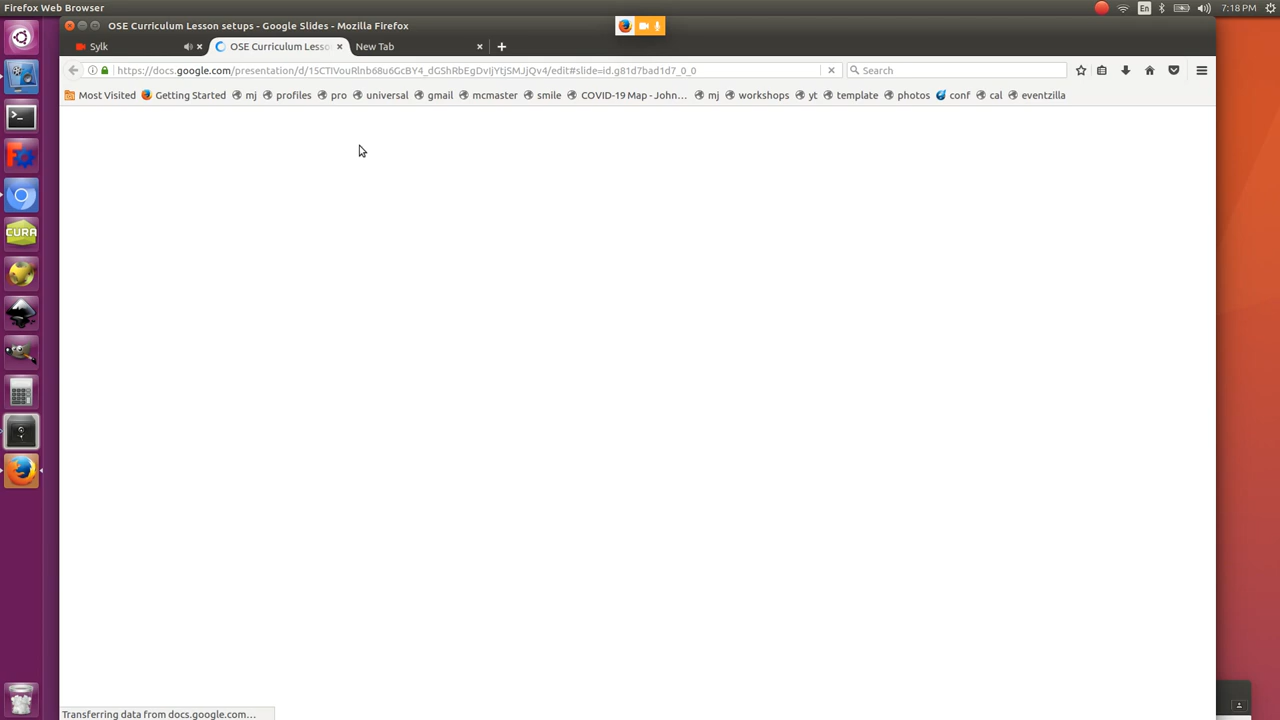 Firefox Web Browser
En
7:18 PM
OSE Curriculum Lesson setups - Google Slides - Mozilla Firefox
Sylk
OSE Curriculum Lesso
New Tab
https://docs.google.com/presentation/d/15CTIVouRlnb68u6GcBY4_dGShRbEgDvIjYtjSMJjQv4/edit#slide=id.g81d7bad1d7_0_0
Search
Most Visited
Getting Started
mj
profiles
pro
universal
gmail
mcmaster
smile
COVID-19 Map - John...
mj
workshops
yt
template
photos
conf
cal
eventzilla
CURA
Transferring data from docs.google.com...